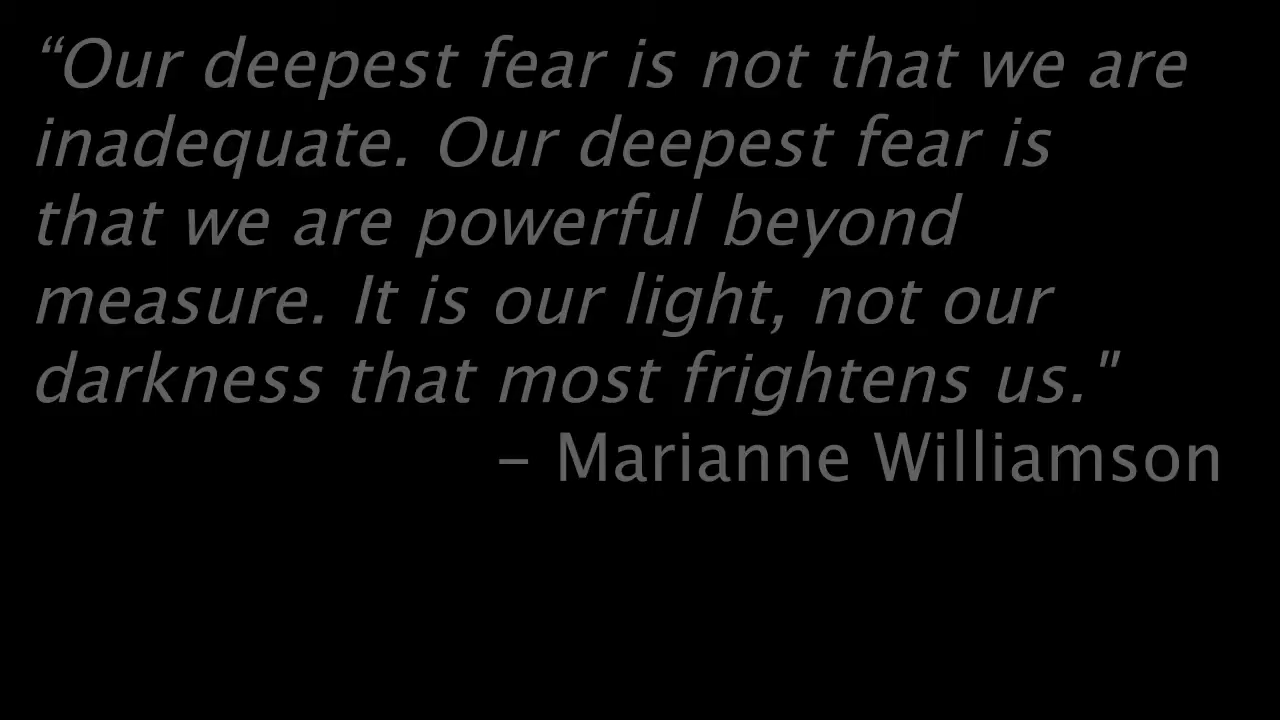 “Our deepest fear is not that we are
inadequate. Our deepest fear is
that we are powerful beyond
measure. It is our light, not our
darkness that most frightens us."
– Marianne Williamson